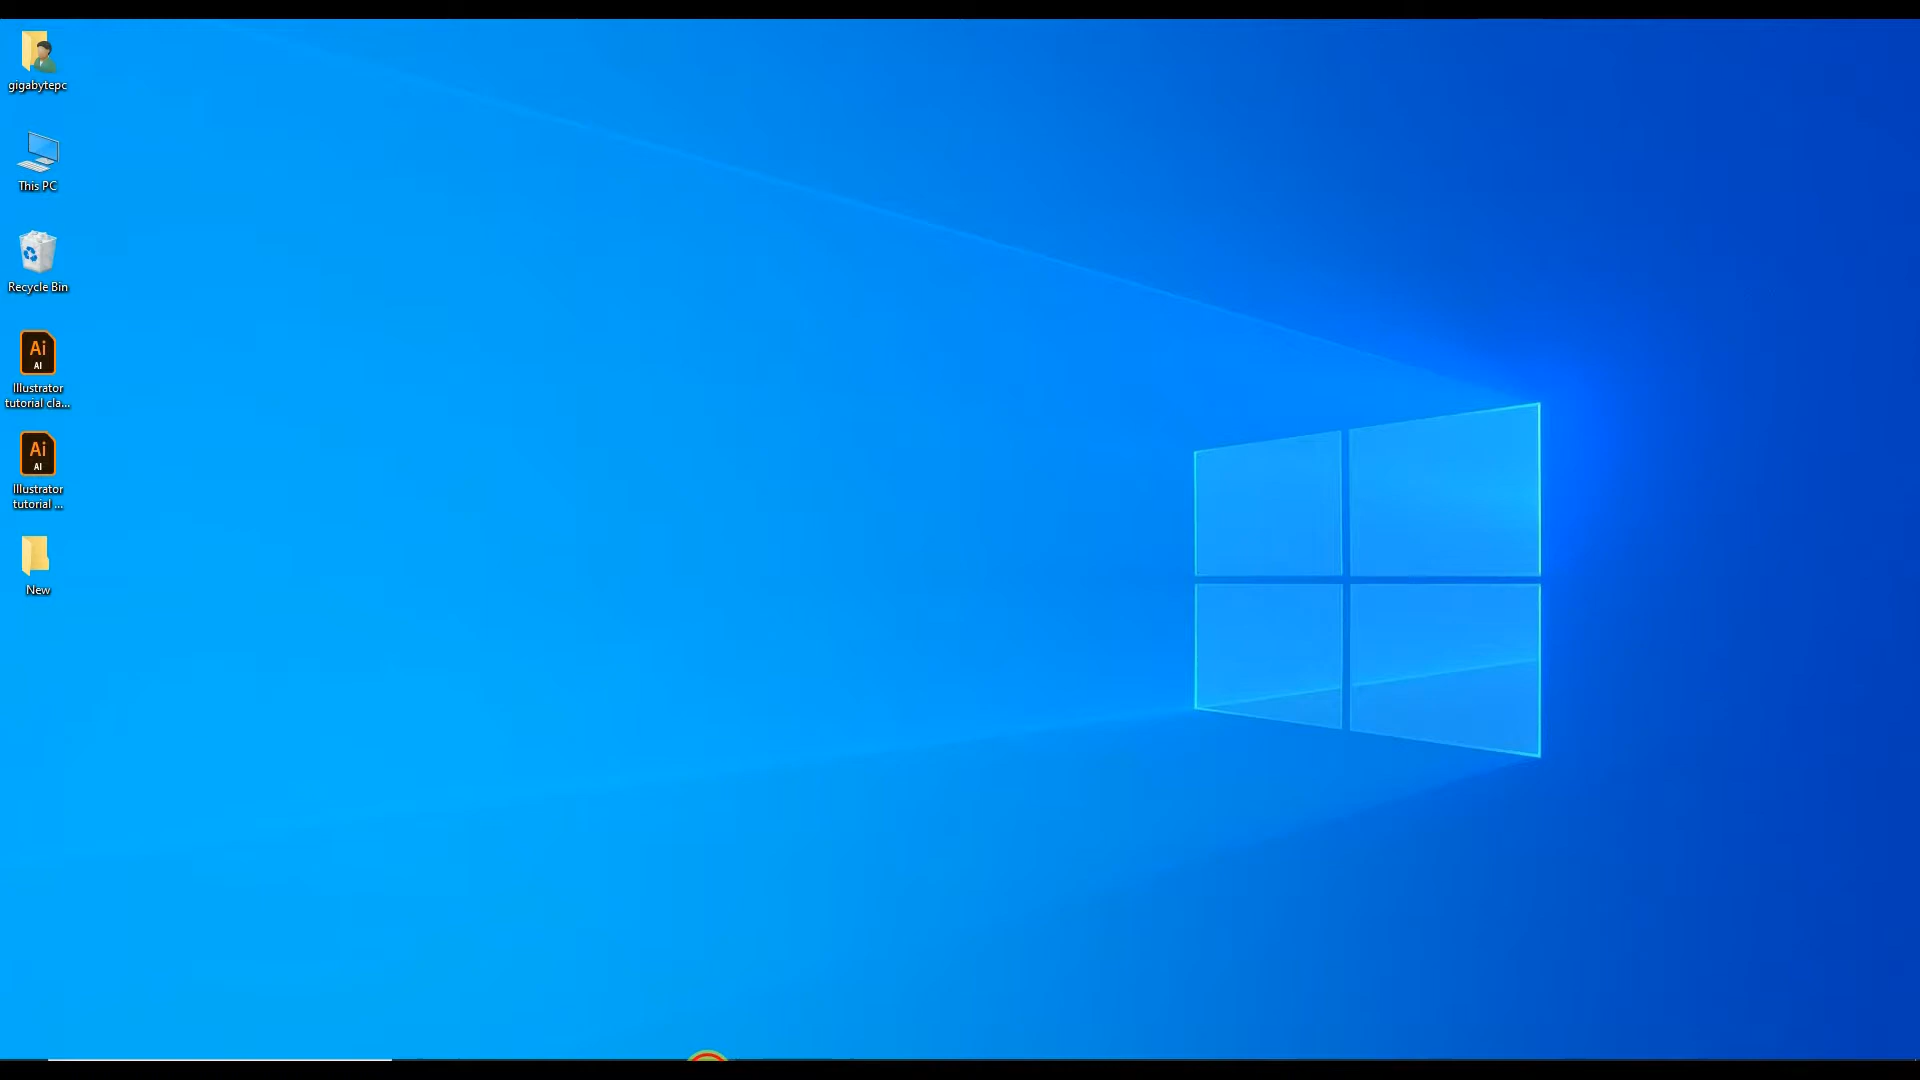 gigabytepc
This PC
Recycle Bin
Ai
AI
Illustrator
tutorial cla...
Ai
AI
Illustrator
tutorial ...
New